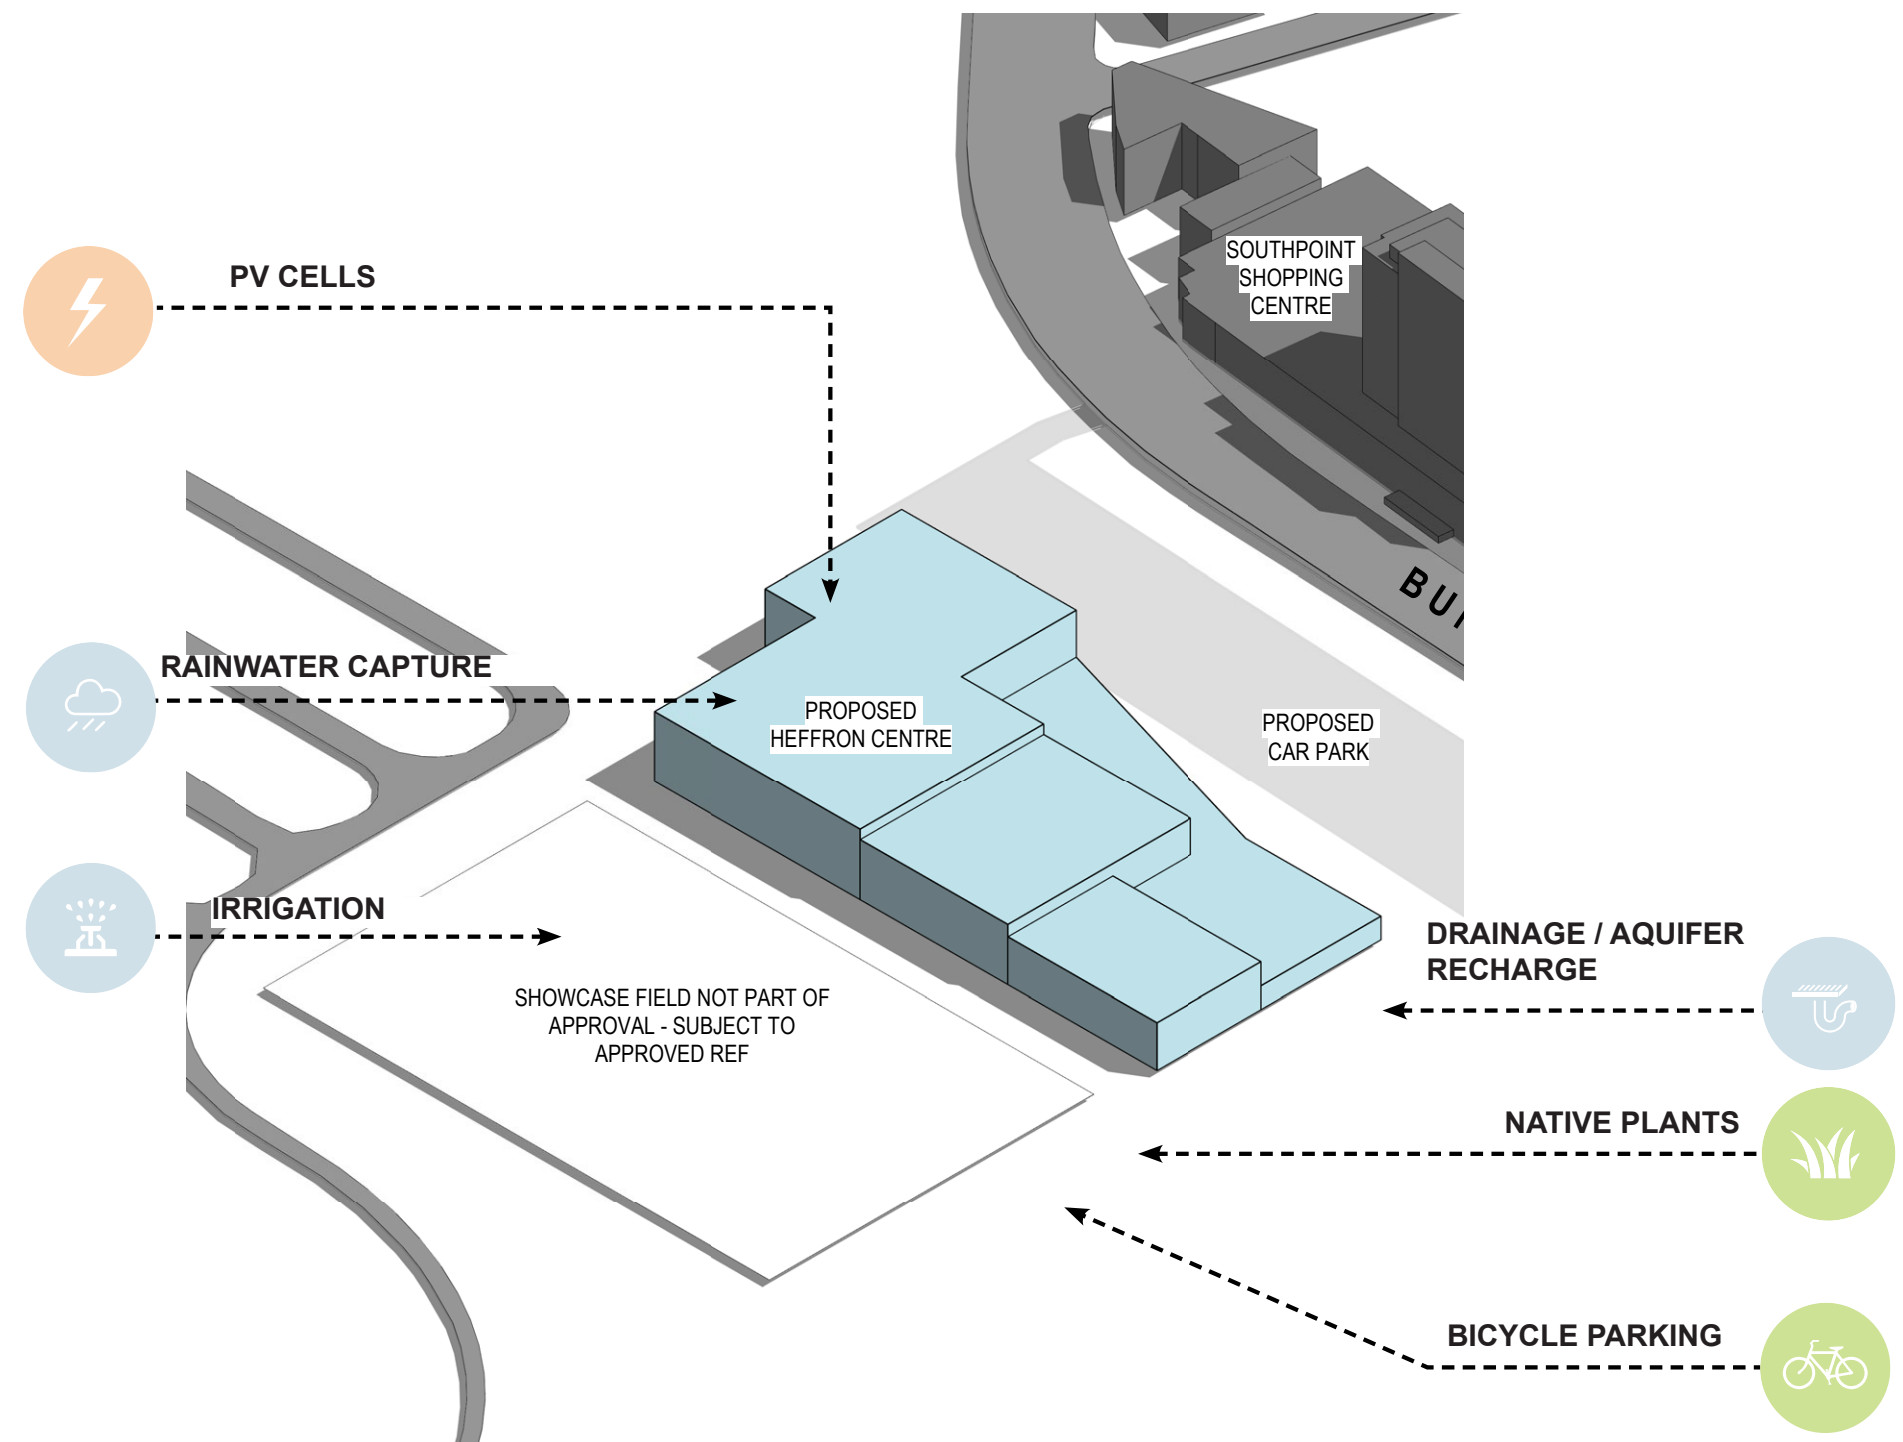 PV CELLS
SOUTHPOINT
SHOPPING
CENTRE
RAINWATER CAPTURE
PROPOSED
HEFFRON CENTRE
PROPOSED
CAR PARK
IRRIGATION
SHOWCASE FIELD NOT PART OF
APPROVAL - SUBJECT TO
APPROVED REF
DRAINAGE / AQUIFER
RECHARGE
NATIVE PLANTS
BICYCLE PARKING